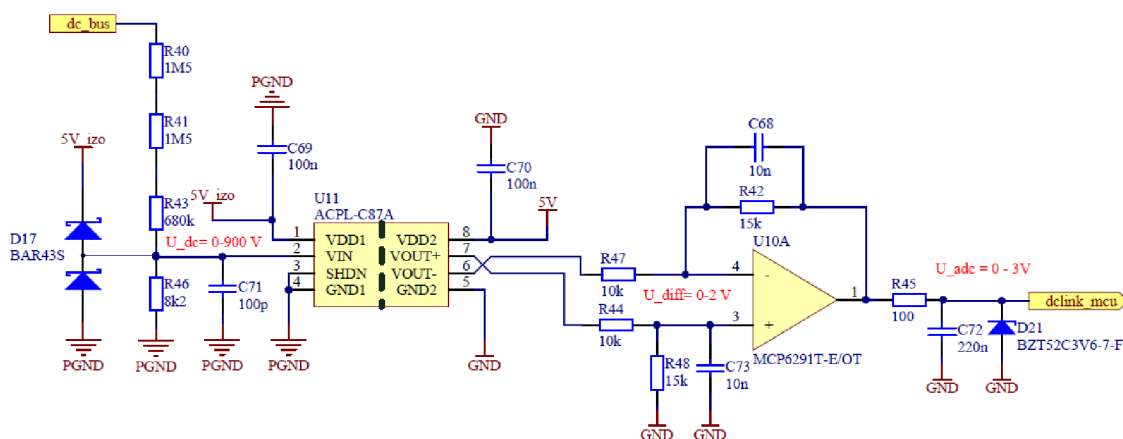 dc_bus
R40
1M5
R41
1M5
5V_izo
R43
680k
D17
BAR43S
U_dc= 0-900 V
R46
8k2
C71
100p
PGND
PGND
PGND
PGND
PGND
C69
100n
5V_izo
U11
ACPL-C87A
1
VDD1
VDD2
8
2
VIN
VOUT+
7
3
SHDN
VOUT-
6
4
GND1
GND2
5
GND
C70
100n
5V
GND
R47
10k
R44
10k
U_diff= 0-2 V
R48
15k
C73
10n
GND
GND
C68
10n
R42
15k
U10A
4
-
3
+
1
MCP6291T-E/OT
R45
100
U_adc = 0 - 3V
dclink_mcu
C72
220n
D21
BZT52C3V6-7-F
GND
GND